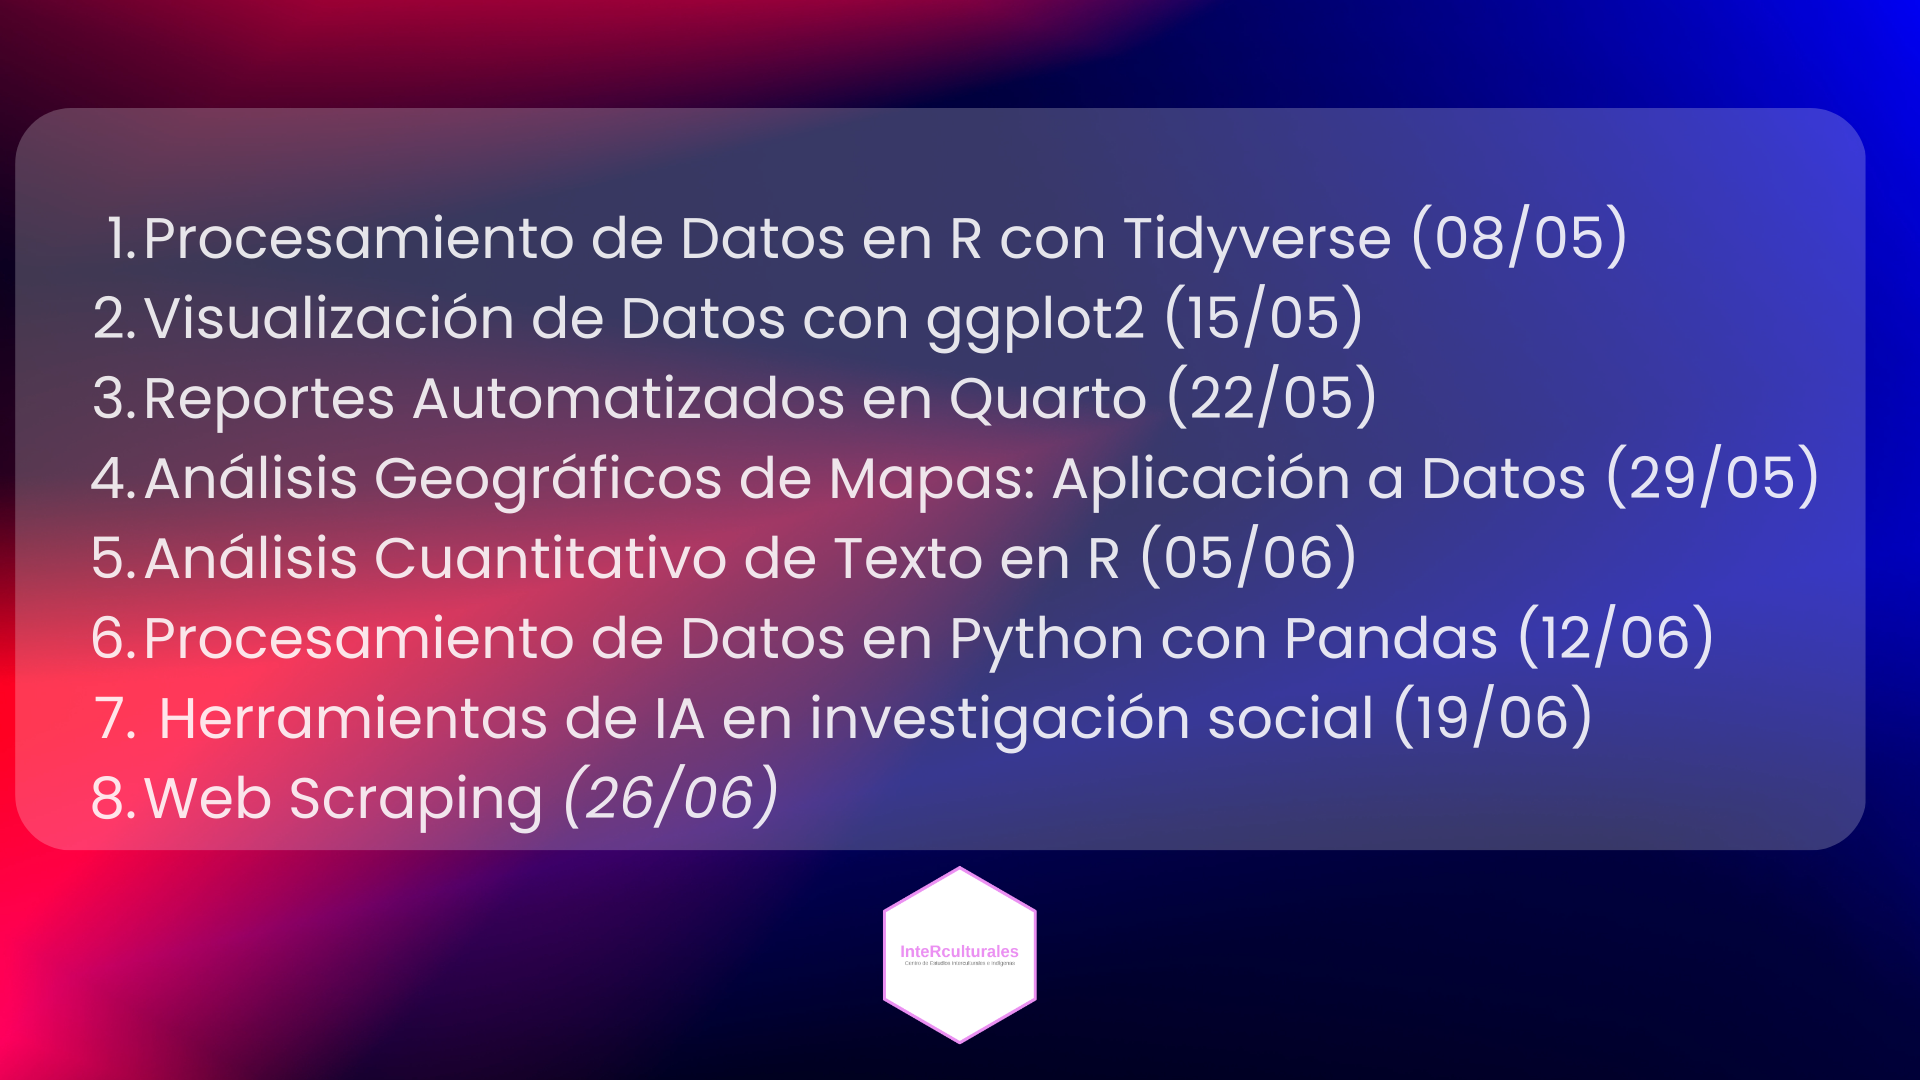 1. Procesamiento de Datos en R con Tidyverse (08/05)
2. Visualización de Datos con ggplot2 (15/05)
3. Reportes Automatizados en Quarto (22/05)
4. Análisis Geográficos de Mapas: Aplicación a Datos (29/05)
5. Análisis Cuantitativo de Texto en R (05/06)
6. Procesamiento de Datos en Python con Pandas (12/06)
7. Herramientas de IA en investigación social (19/06)
8. Web Scraping (26/06)
InteRculturales
Centro de Estudios Interculturales e Indígenas